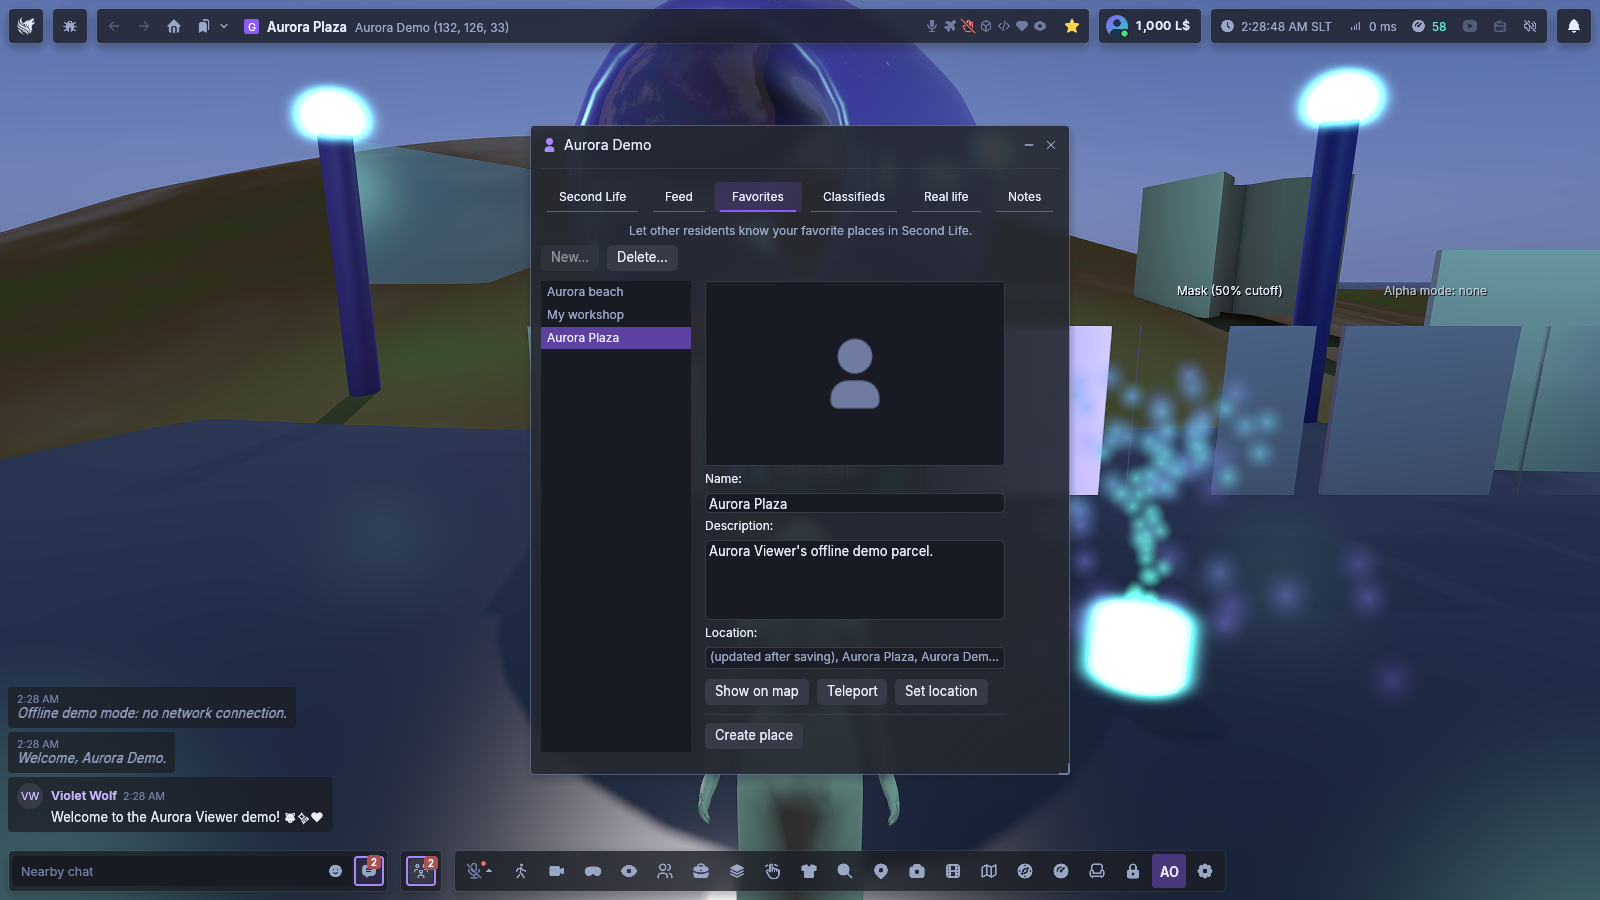 G Aurora Plaza Aurora Demo (132, 126, 33)
1,000 L$
2:28:48 AM SLT
0 ms
58
Aurora Demo
Second Life
Feed
Favorites
Classifieds
Real life
Notes
Let other residents know your favorite places in Second Life.
New...
Delete...
Aurora beach
My workshop
Aurora Plaza
Name:
Aurora Plaza
Description:
Aurora Viewer's offline demo parcel.
Location:
(updated after saving), Aurora Plaza, Aurora Dem...
Show on map
Teleport
Set location
Create place
Mask (50% cutoff)
Alpha mode: none
2:28 AM
Offline demo mode: no network connection.
2:28 AM
Welcome, Aurora Demo.
VW Violet Wolf 2:28 AM
Welcome to the Aurora Viewer demo!
Nearby chat
2
2
AO